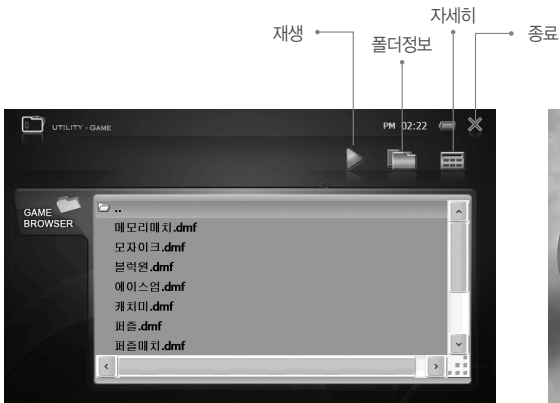 자세히
재생
폴더정보
종료
UTILITY - GAME
PM 02:22
GAME BROWSER
..
메모리매치.dmf
모자이크.dmf
블럭원.dmf
에이스업.dmf
캐치미.dmf
퍼즐.dmf
퍼즐매치.dmf